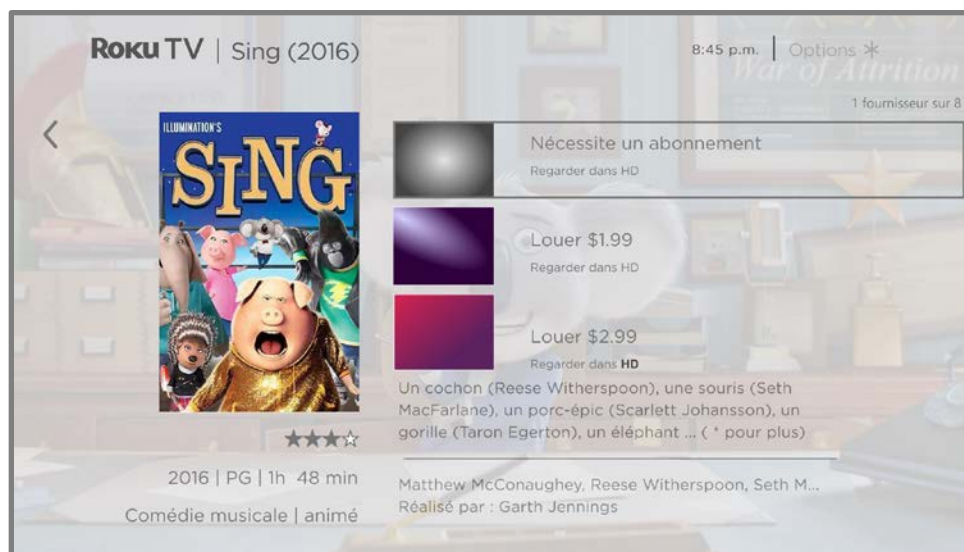 Roku TV | Sing (2016)
8:45 p.m. | Options
War of Attrition
1 fournisseur sur 8
ILLUMINATION'S
SING
Nécessite un abonnement
Regarder dans HD
Louer $1.99
Regarder dans HD
Louer $2.99
Regarder dans HD
Un cochon (Reese Witherspoon), une souris (Seth
MacFarlane), un porc-épic (Scarlett Johansson), un
gorille (Taron Egerton), un éléphant ... ( * pour plus)
2016 | PG | 1h 48 min
Comédie musicale | animé
Matthew McConaughey, Reese Witherspoon, Seth M...
Réalisé par : Garth Jennings